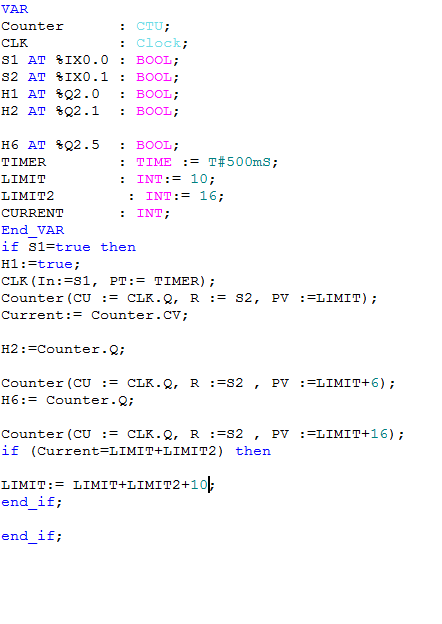 VAR
Counter : CTU;
CLK : Clock;
S1 AT %IX0.0 : BOOL;
S2 AT %IX0.1 : BOOL;
H1 AT %Q2.0 : BOOL;
H2 AT %Q2.1 : BOOL;
H6 AT %Q2.5 : BOOL;
TIMER : TIME := T#500mS;
LIMIT : INT:= 10;
LIMIT2 : INT:= 16;
CURRENT : INT;
End_VAR
if S1=true then
H1:=true;
CLK(In:=S1, PT:= TIMER);
Counter(CU := CLK.Q, R := S2, PV :=LIMIT);
Current:= Counter.CV;
H2:=Counter.Q;
Counter(CU := CLK.Q, R :=S2 , PV :=LIMIT+6);
H6:= Counter.Q;
Counter(CU := CLK.Q, R :=S2 , PV :=LIMIT+16);
if (Current=LIMIT+LIMIT2) then
LIMIT:= LIMIT+LIMIT2+10;
end_if;
end_if;